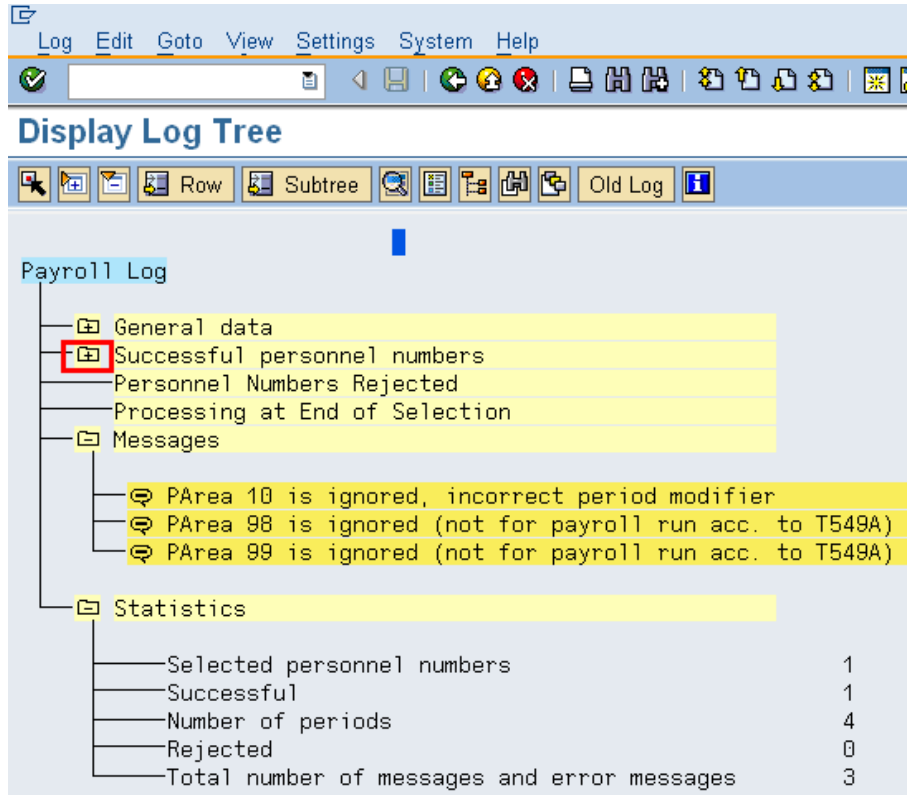 Log Edit Goto View Settings System Help
Display Log Tree
Row Subtree Old Log
Payroll Log
General data
Successful personnel numbers
Personnel Numbers Rejected
Processing at End of Selection
Messages
PArea 10 is ignored, incorrect period modifier
PArea 98 is ignored (not for payroll run acc. to T549A)
PArea 99 is ignored (not for payroll run acc. to T549A)
Statistics
Selected personnel numbers 1
Successful 1
Number of periods 4
Rejected 0
Total number of messages and error messages 3